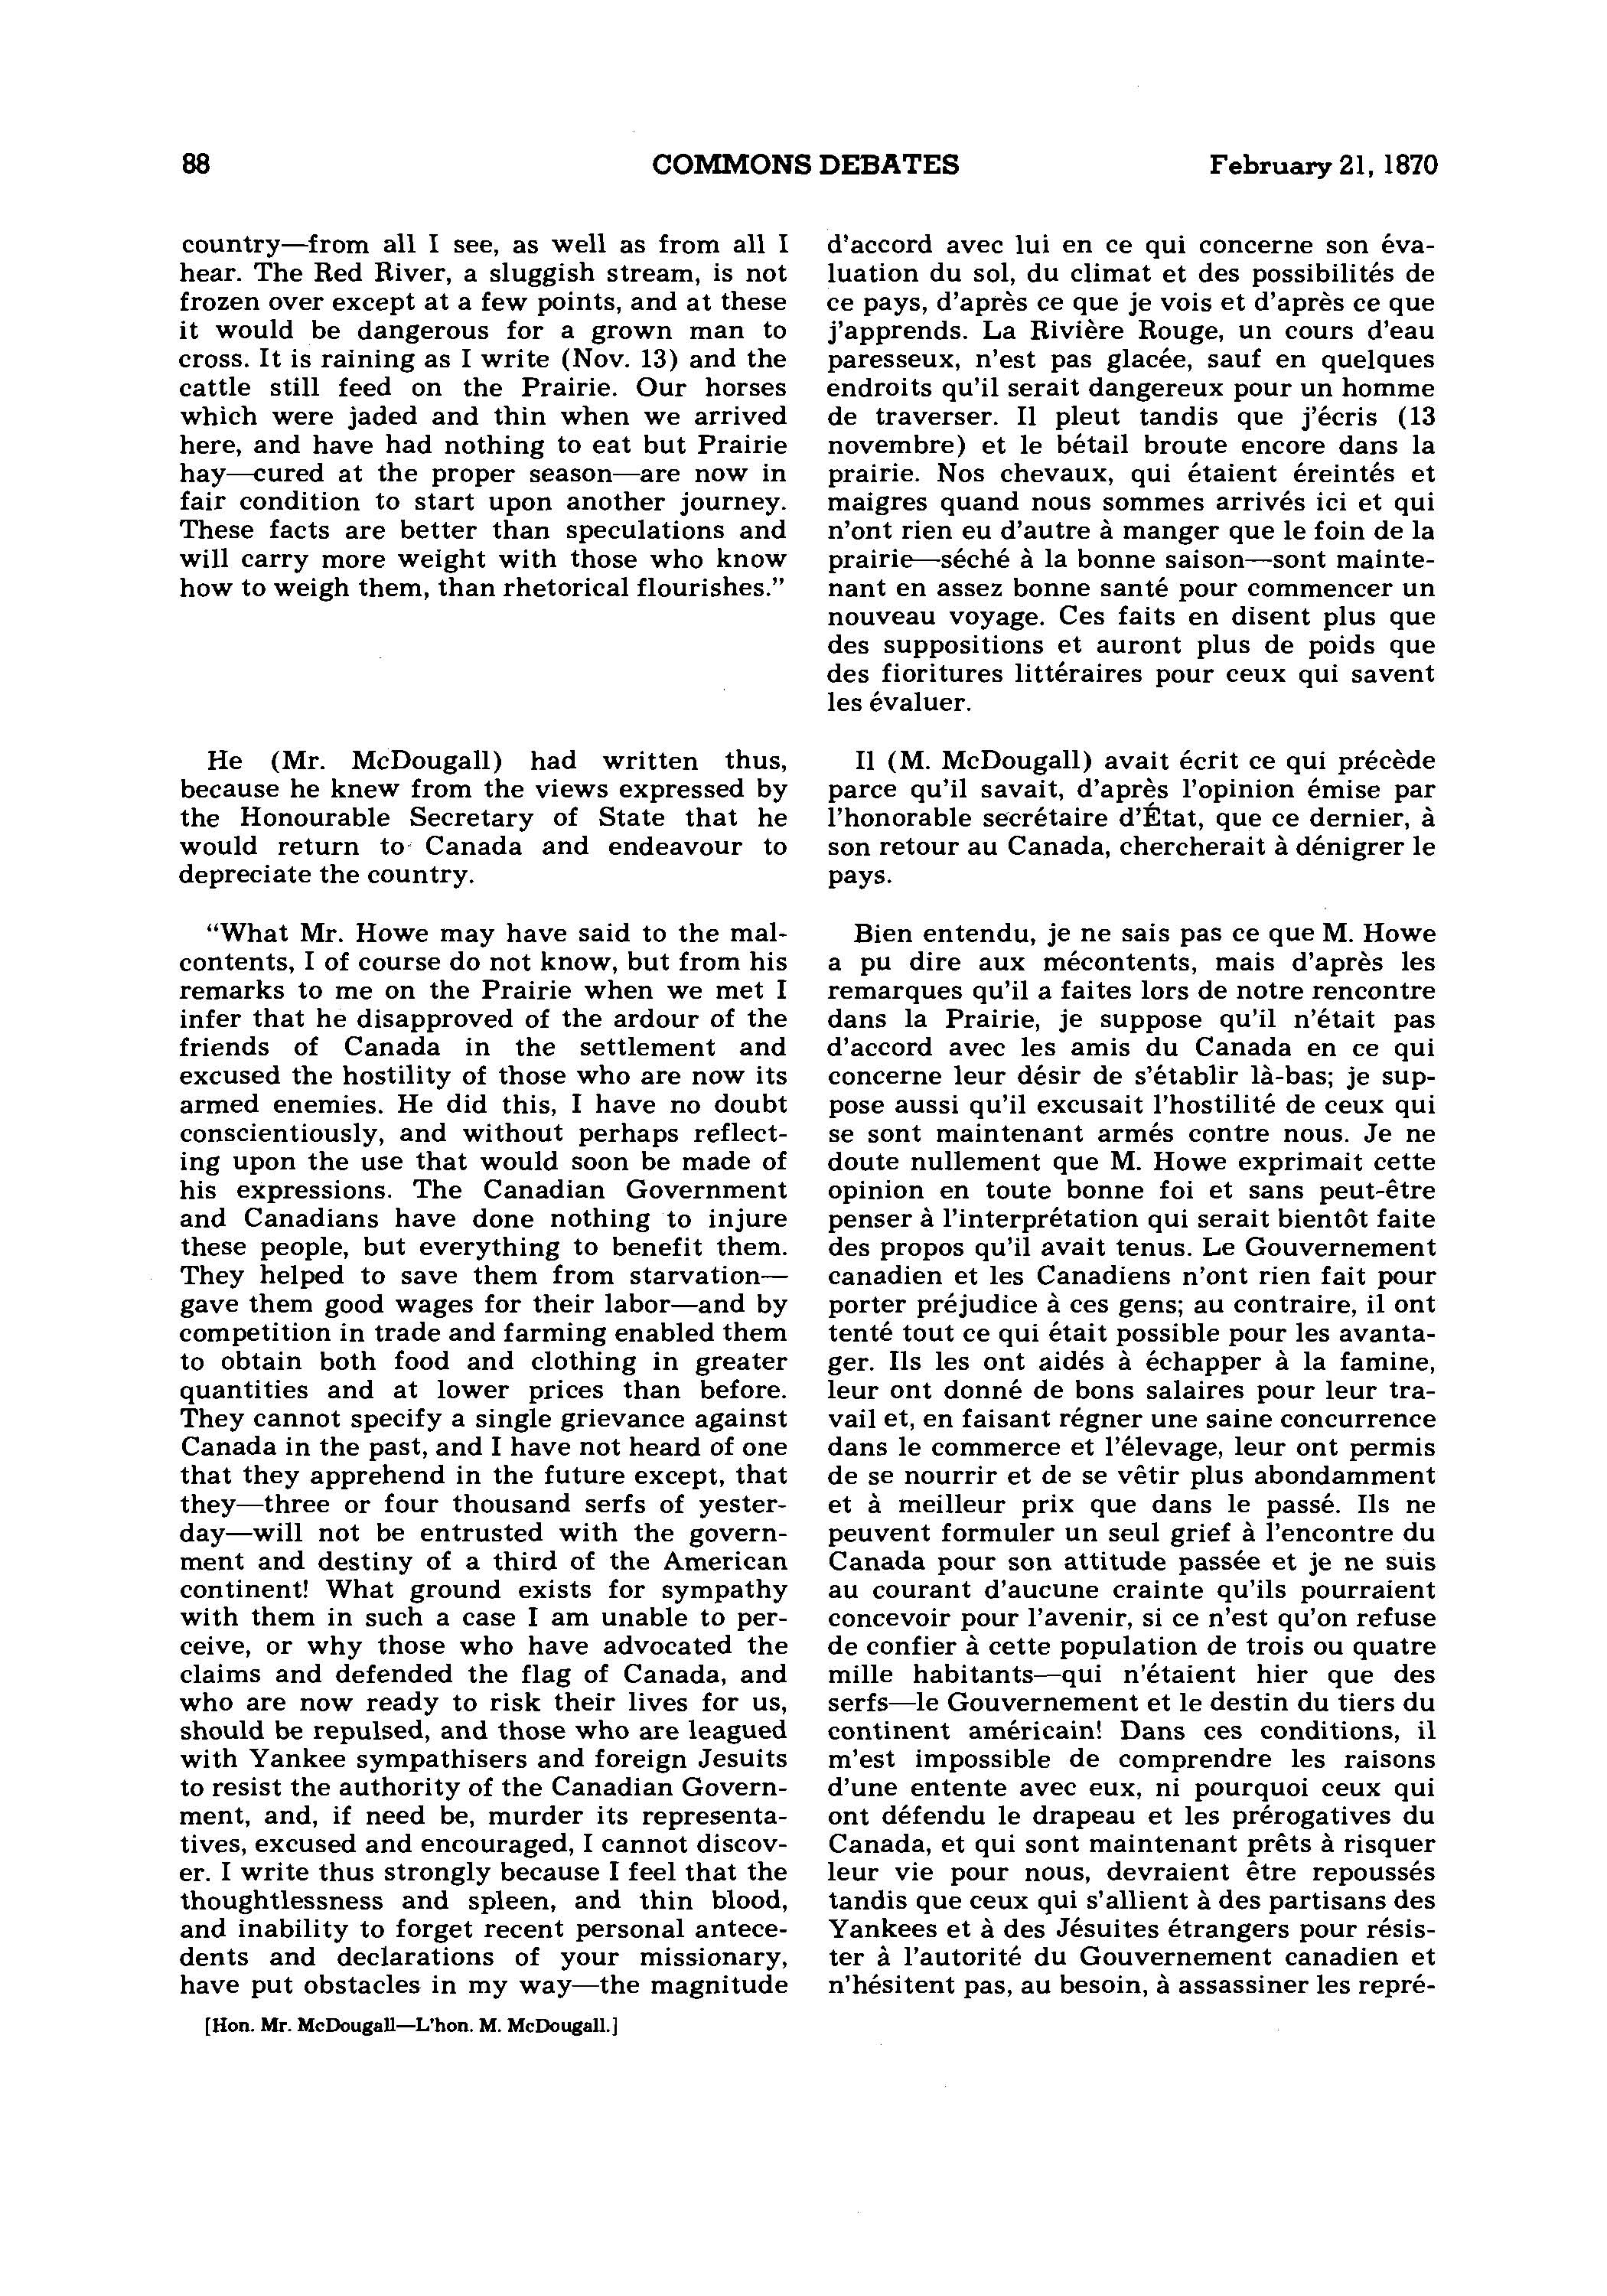 88 COMMONS DEBATES February 21, 1870
country—from all I see, as well as from all I
hear. The Red River, a sluggish stream, is not
frozen over except at a few points, and at these
it would be dangerous for a grown man to
cross. It is raining as I write (Nov. 13) and the
cattle still feed on the Prairie. Our horses
which were jaded and thin when we arrived
here, and have had nothing to eat but Prairie
hay—cured at the proper season—are now in
fair condition to start upon another journey.
These facts are better than speculations and
will carry more weight with those who know
how to weigh them, than rhetorical flourishes.”
He (Mr. McDougall) had written thus,
because he knew from the views expressed by
the Honourable Secretary of State that he
would return to Canada and endeavour to
depreciate the country.
“What Mr. Howe may have said to the mal-
contents, I of course do not know, but from his
remarks to me on the Prairie when we met I
infer that he disapproved of the ardour of the
friends of Canada in the settlement and
excused the hostility of those who are now its
armed enemies. He did this, I have no doubt
conscientiously, and without perhaps reflect-
ing upon the use that would soon be made of
his expressions. The Canadian Government
and Canadians have done nothing to injure
these people, but everything to benefit them.
They helped to save them from starvation—
gave them good wages for their labor—and by
competition in trade and farming enabled them
to obtain both food and clothing in greater
quantities and at lower prices than before.
They cannot specify a single grievance against
Canada in the past, and I have not heard of one
that they apprehend in the future except, that
they—three or four thousand serfs of yester-
day—will not be entrusted with the govern-
ment and destiny of a third of the American
continent! What ground exists for sympathy
with them in such a case I am unable to per-
ceive, or why those who have advocated the
claims and defended the flag of Canada, and
who are now ready to risk their lives for us,
should be repulsed, and those who are leagued
with Yankee sympathisers and foreign Jesuits
to resist the authority of the Canadian Govern-
ment, and, if need be, murder its representa-
tives, excused and encouraged, I cannot discov-
er. I write thus strongly because I feel that the
thoughtlessness and spleen, and thin blood,
and inability to forget recent personal antece-
dents and declarations of your missionary,
have put obstacles in my way—the magnitude
d’accord avec lui en ce qui concerne son éva-
luation du sol, du climat et des possibilités de
ce pays, d’après ce que je vois et d’après ce que
j’apprends. La Rivière Rouge, un cours d’eau
paresseux, n’est pas glacée, sauf en quelques
endroits qu’il serait dangereux pour un homme
de traverser. Il pleut tandis que j’écris (13
novembre) et le bétail broute encore dans la
prairie. Nos chevaux, qui étaient éreintés et
maigres quand nous sommes arrivés ici et qui
n’ont rien eu d’autre à manger que le foin de la
prairie—séché à la bonne saison—sont mainte-
nant en assez bonne santé pour commencer un
nouveau voyage. Ces faits en disent plus que
des suppositions et auront plus de poids que
des fioritures littéraires pour ceux qui savent
les évaluer.
Il (M. McDougall) avait écrit ce qui précède
parce qu’il savait, d’après l’opinion émise par
l’honorable secrétaire d’État, que ce dernier, à
son retour au Canada, chercherait à dénigrer le
pays.
Bien entendu, je ne sais pas ce que M. Howe
a pu dire aux mécontents, mais d’après les
remarques qu’il a faites lors de notre rencontre
dans la Prairie, je suppose qu’il n’était pas
d’accord avec les amis du Canada en ce qui
concerne leur désir de s’établir là-bas; je sup-
pose aussi qu’il excusait l’hostilité de ceux qui
se sont maintenant armés contre nous. Je ne
doute nullement que M. Howe exprimait cette
opinion en toute bonne foi et sans peut-être
penser à l’interprétation qui serait bientôt faite
des propos qu’il avait tenus. Le Gouvernement
canadien et les Canadiens n’ont rien fait pour
porter préjudice à ces gens; au contraire, il ont
tenté tout ce qui était possible pour les avanta-
ger. Ils les ont aidés à échapper à la famine,
leur ont donné de bons salaires pour leur tra-
vail et, en faisant régner une saine concurrence
dans le commerce et l’élevage, leur ont permis
de se nourrir et de se vêtir plus abondamment
et à meilleur prix que dans le passé. Ils ne
peuvent formuler un seul grief à l’encontre du
Canada pour son attitude passée et je ne suis
au courant d’aucune crainte qu’ils pourraient
concevoir pour l’avenir, si ce n’est qu’on refuse
de confier à cette population de trois ou quatre
mille habitants—qui n’étaient hier que des
serfs—le Gouvernement et le destin du tiers du
continent américain! Dans ces conditions, il
m’est impossible de comprendre les raisons
d’une entente avec eux, ni pourquoi ceux qui
ont défendu le drapeau et les prérogatives du
Canada, et qui sont maintenant prêts à risquer
leur vie pour nous, devraient être repoussés
tandis que ceux qui s’allient à des partisans des
Yankees et à des Jésuites étrangers pour résis-
ter à l’autorité du Gouvernement canadien et
n’hésitent pas, au besoin, à assassiner les repré-
[Hon. Mr. McDougall—L’hon. M. McDougall.]